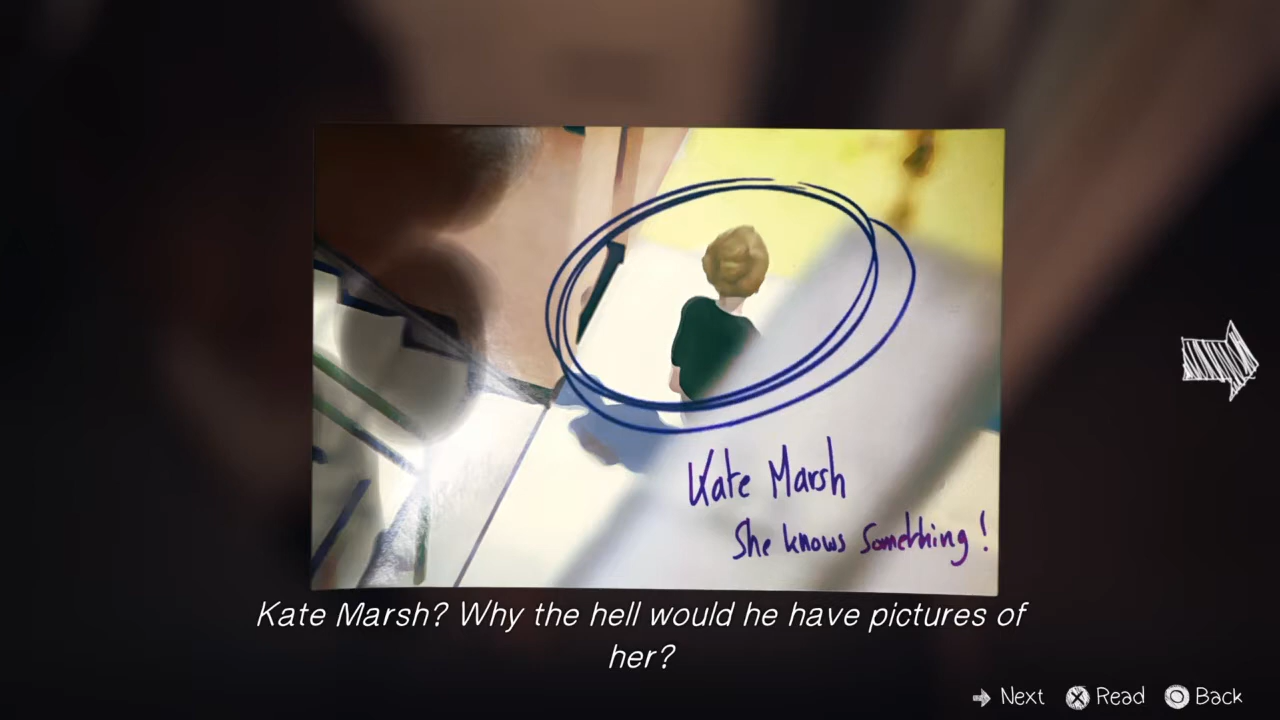 Kate Marsh
She knows something!
Kate Marsh? Why the hell would he have pictures of
her?
Next Read Back